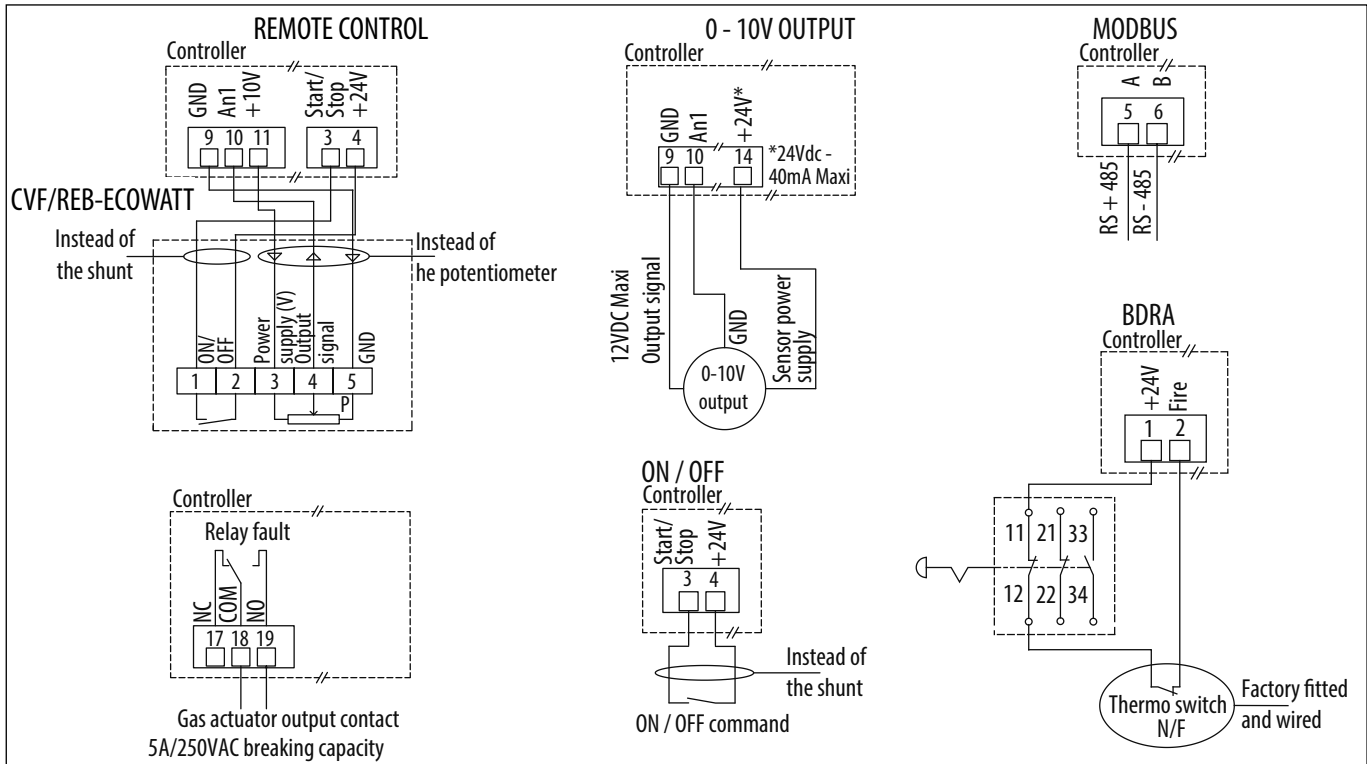 REMOTE CONTROL
Controller
GND
An1
+10V
Start/
Stop
+24V
9 10 11
3 4
CVF/REB-ECOWATT
Instead of
the shunt
Instead of
he potentiometer
ON/
OFF
Power
supply (V)
Output
signal
GND
1 2 3 4 5
P
0 - 10V OUTPUT
Controller
GND
An1
+24V*
9 10 14
*24Vdc -
40mA Maxi
12VDC Maxi
Output signal
GND
Sensor power
supply
0-10V
output
MODBUS
Controller
A
B
5 6
RS + 485
RS - 485
BDRA
Controller
+24V
Fire
1 2
11 21 33
12 22 34
Thermo switch
N/F
Factory fitted
and wired
Controller
Relay fault
NC
COM
NO
17 18 19
Gas actuator output contact
5A/250VAC breaking capacity
ON / OFF
Controller
Start/
Stop
+24V
3 4
Instead of
the shunt
ON / OFF command